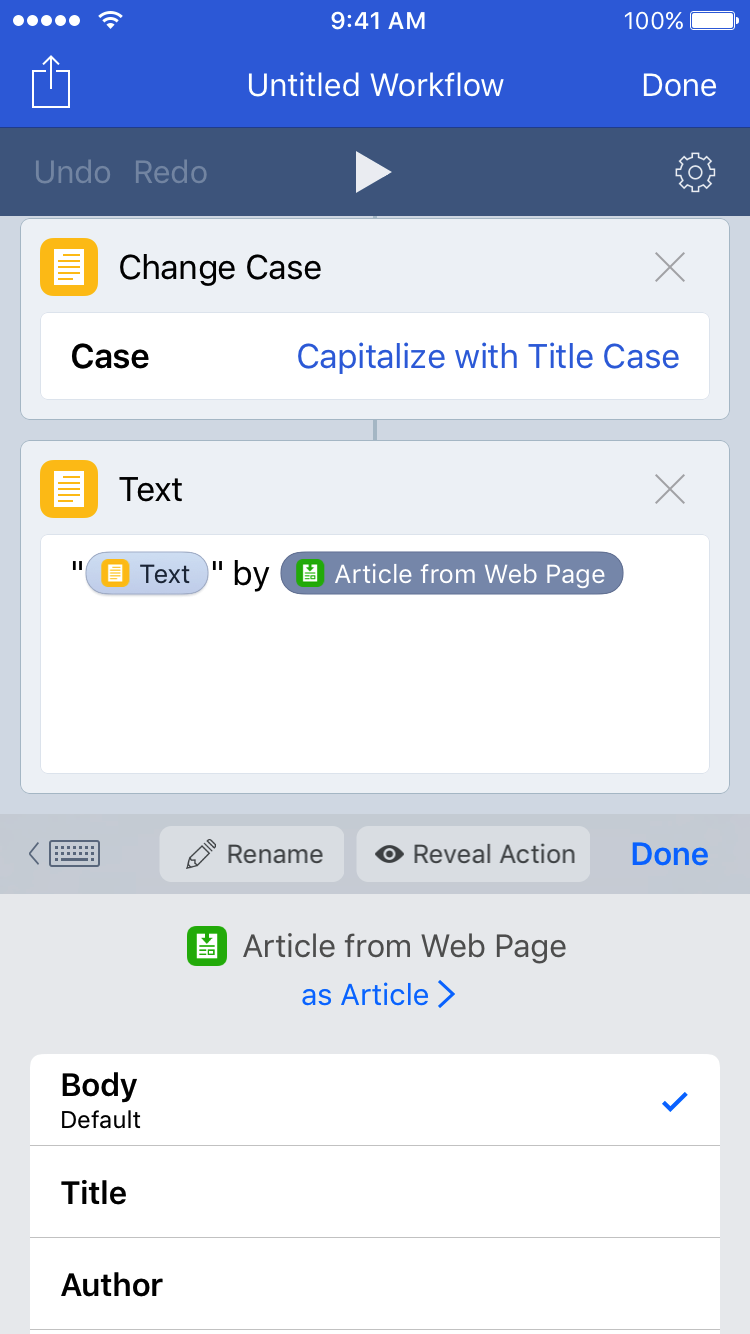 9:41 AM 100%
Untitled Workflow Done
Undo Redo
Change Case
Case Capitalize with Title Case
Text
"Text" by Article from Web Page
Rename Reveal Action Done
Article from Web Page
as Article
Body
Default
Title
Author